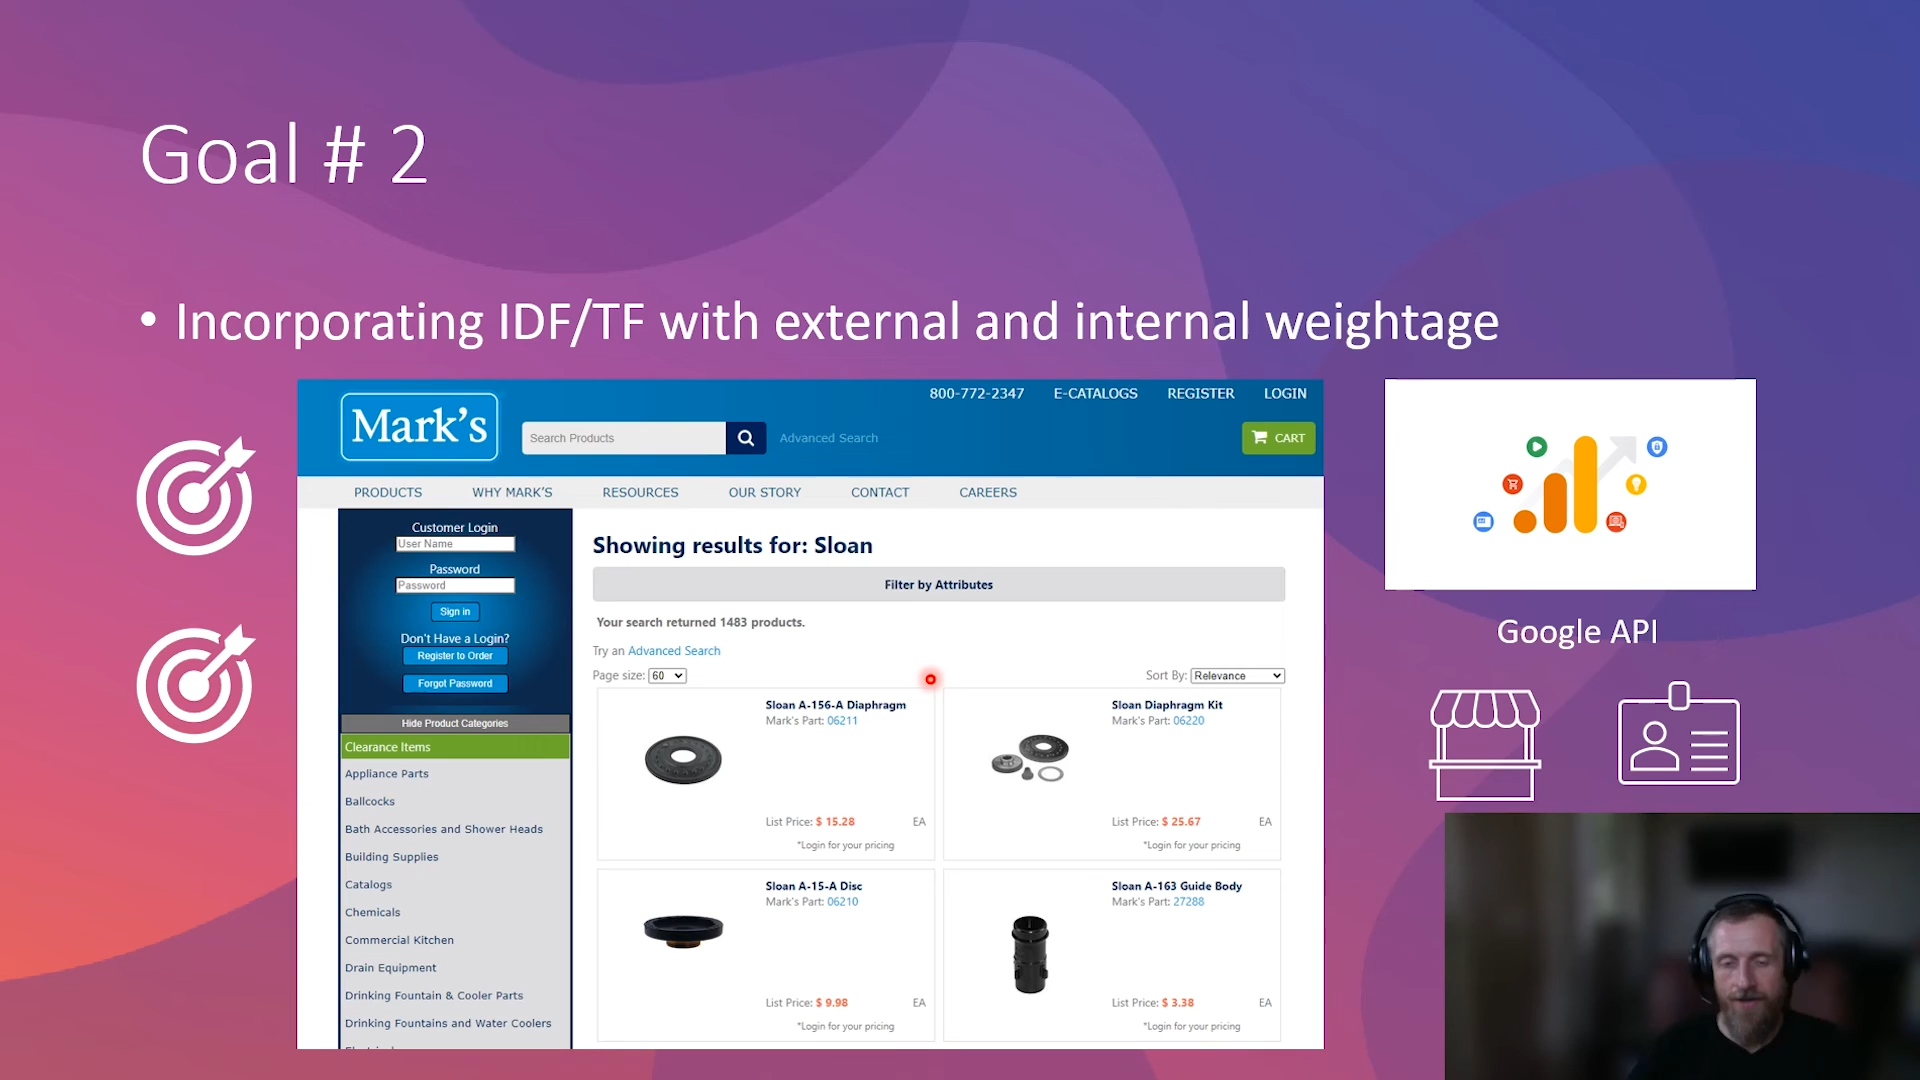 Goal # 2
• Incorporating IDF/TF with external and internal weightage
800-772-2347 E-CATALOGS REGISTER LOGIN
Mark's
Search Products
Advanced Search
CART
PRODUCTS WHY MARK'S RESOURCES OUR STORY CONTACT CAREERS
Customer Login
User Name
Password
Password
Sign in
Don't Have a Login?
Register to Order
Forgot Password
Hide Product Categories
Clearance Items
Appliance Parts
Ballcocks
Bath Accessories and Shower Heads
Building Supplies
Catalogs
Chemicals
Commercial Kitchen
Drain Equipment
Drinking Fountain & Cooler Parts
Drinking Fountains and Water Coolers
Showing results for: Sloan
Filter by Attributes
Your search returned 1483 products.
Try an Advanced Search
Page size: 60
Sort By: Relevance
Sloan A-156-A Diaphragm
Mark's Part: 06211
List Price: $ 15.28 EA
*Login for your pricing
Sloan Diaphragm Kit
Mark's Part: 06220
List Price: $ 25.67 EA
*Login for your pricing
Sloan A-15-A Disc
Mark's Part: 06210
List Price: $ 9.98 EA
*Login for your pricing
Sloan A-163 Guide Body
Mark's Part: 27288
List Price: $ 3.38 EA
*Login for your pricing
Google API